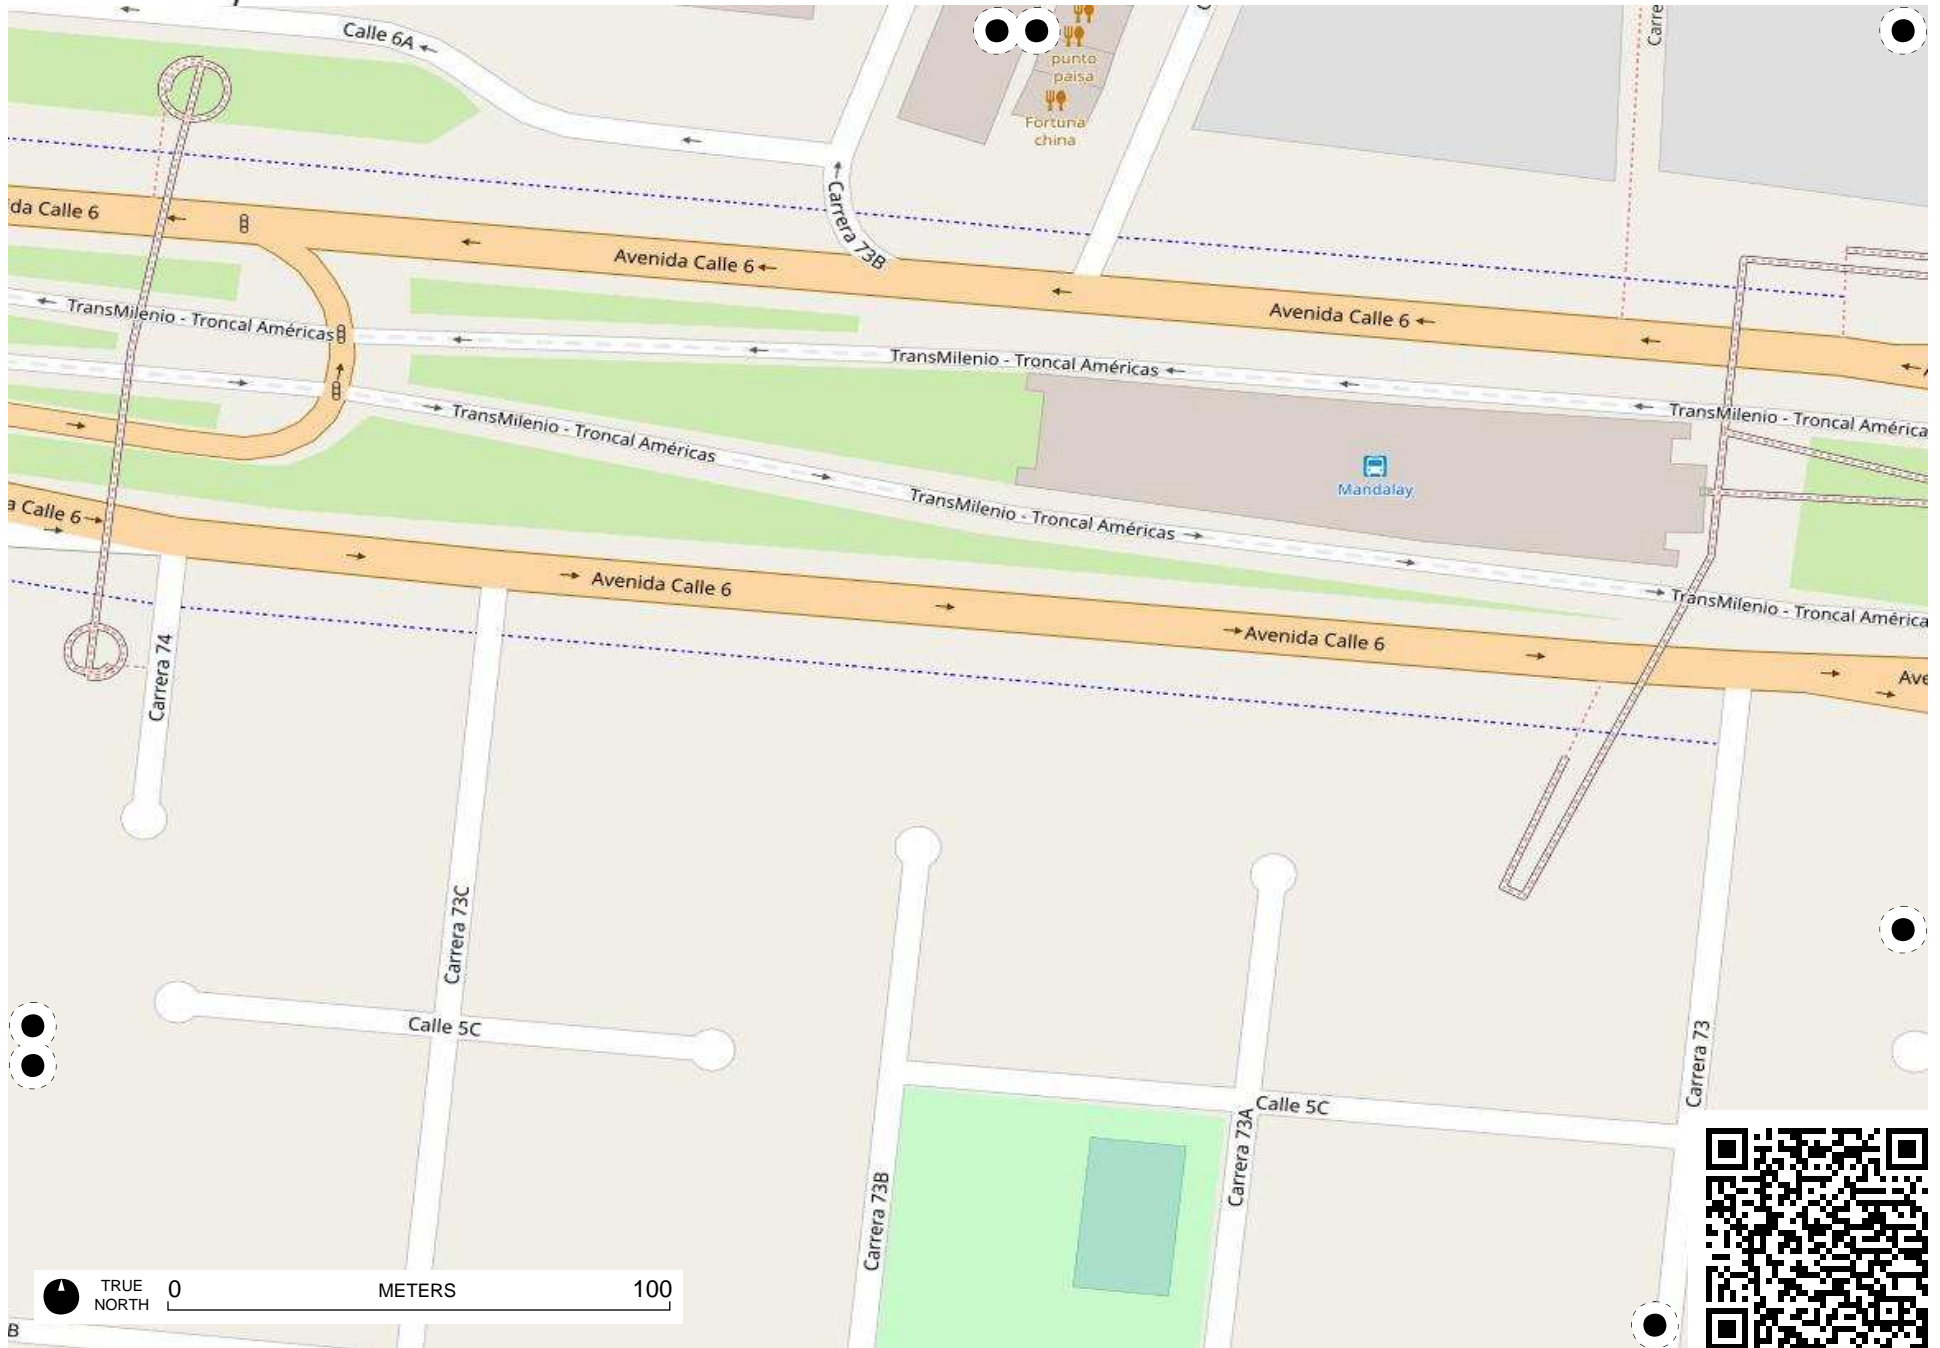 Calle 6A
Carre
punto
paisa
Fortuna
china
da Calle 6
Carrera 73B
Avenida Calle 6
Avenida Calle 6
TransMilenio - Troncal Américas
TransMilenio - Troncal Américas
TransMilenio - Troncal América
TransMilenio - Troncal Américas
Mandalay
TransMilenio - Troncal Américas
a Calle 6
Avenida Calle 6
TransMilenio - Troncal América
Avenida Calle 6
Ave
Carrera 74
Carrera 73C
Calle 5C
Carrera 73
Calle 5C
Carrera 73A
Carrera 73B
TRUE
NORTH
0 METERS 100
B